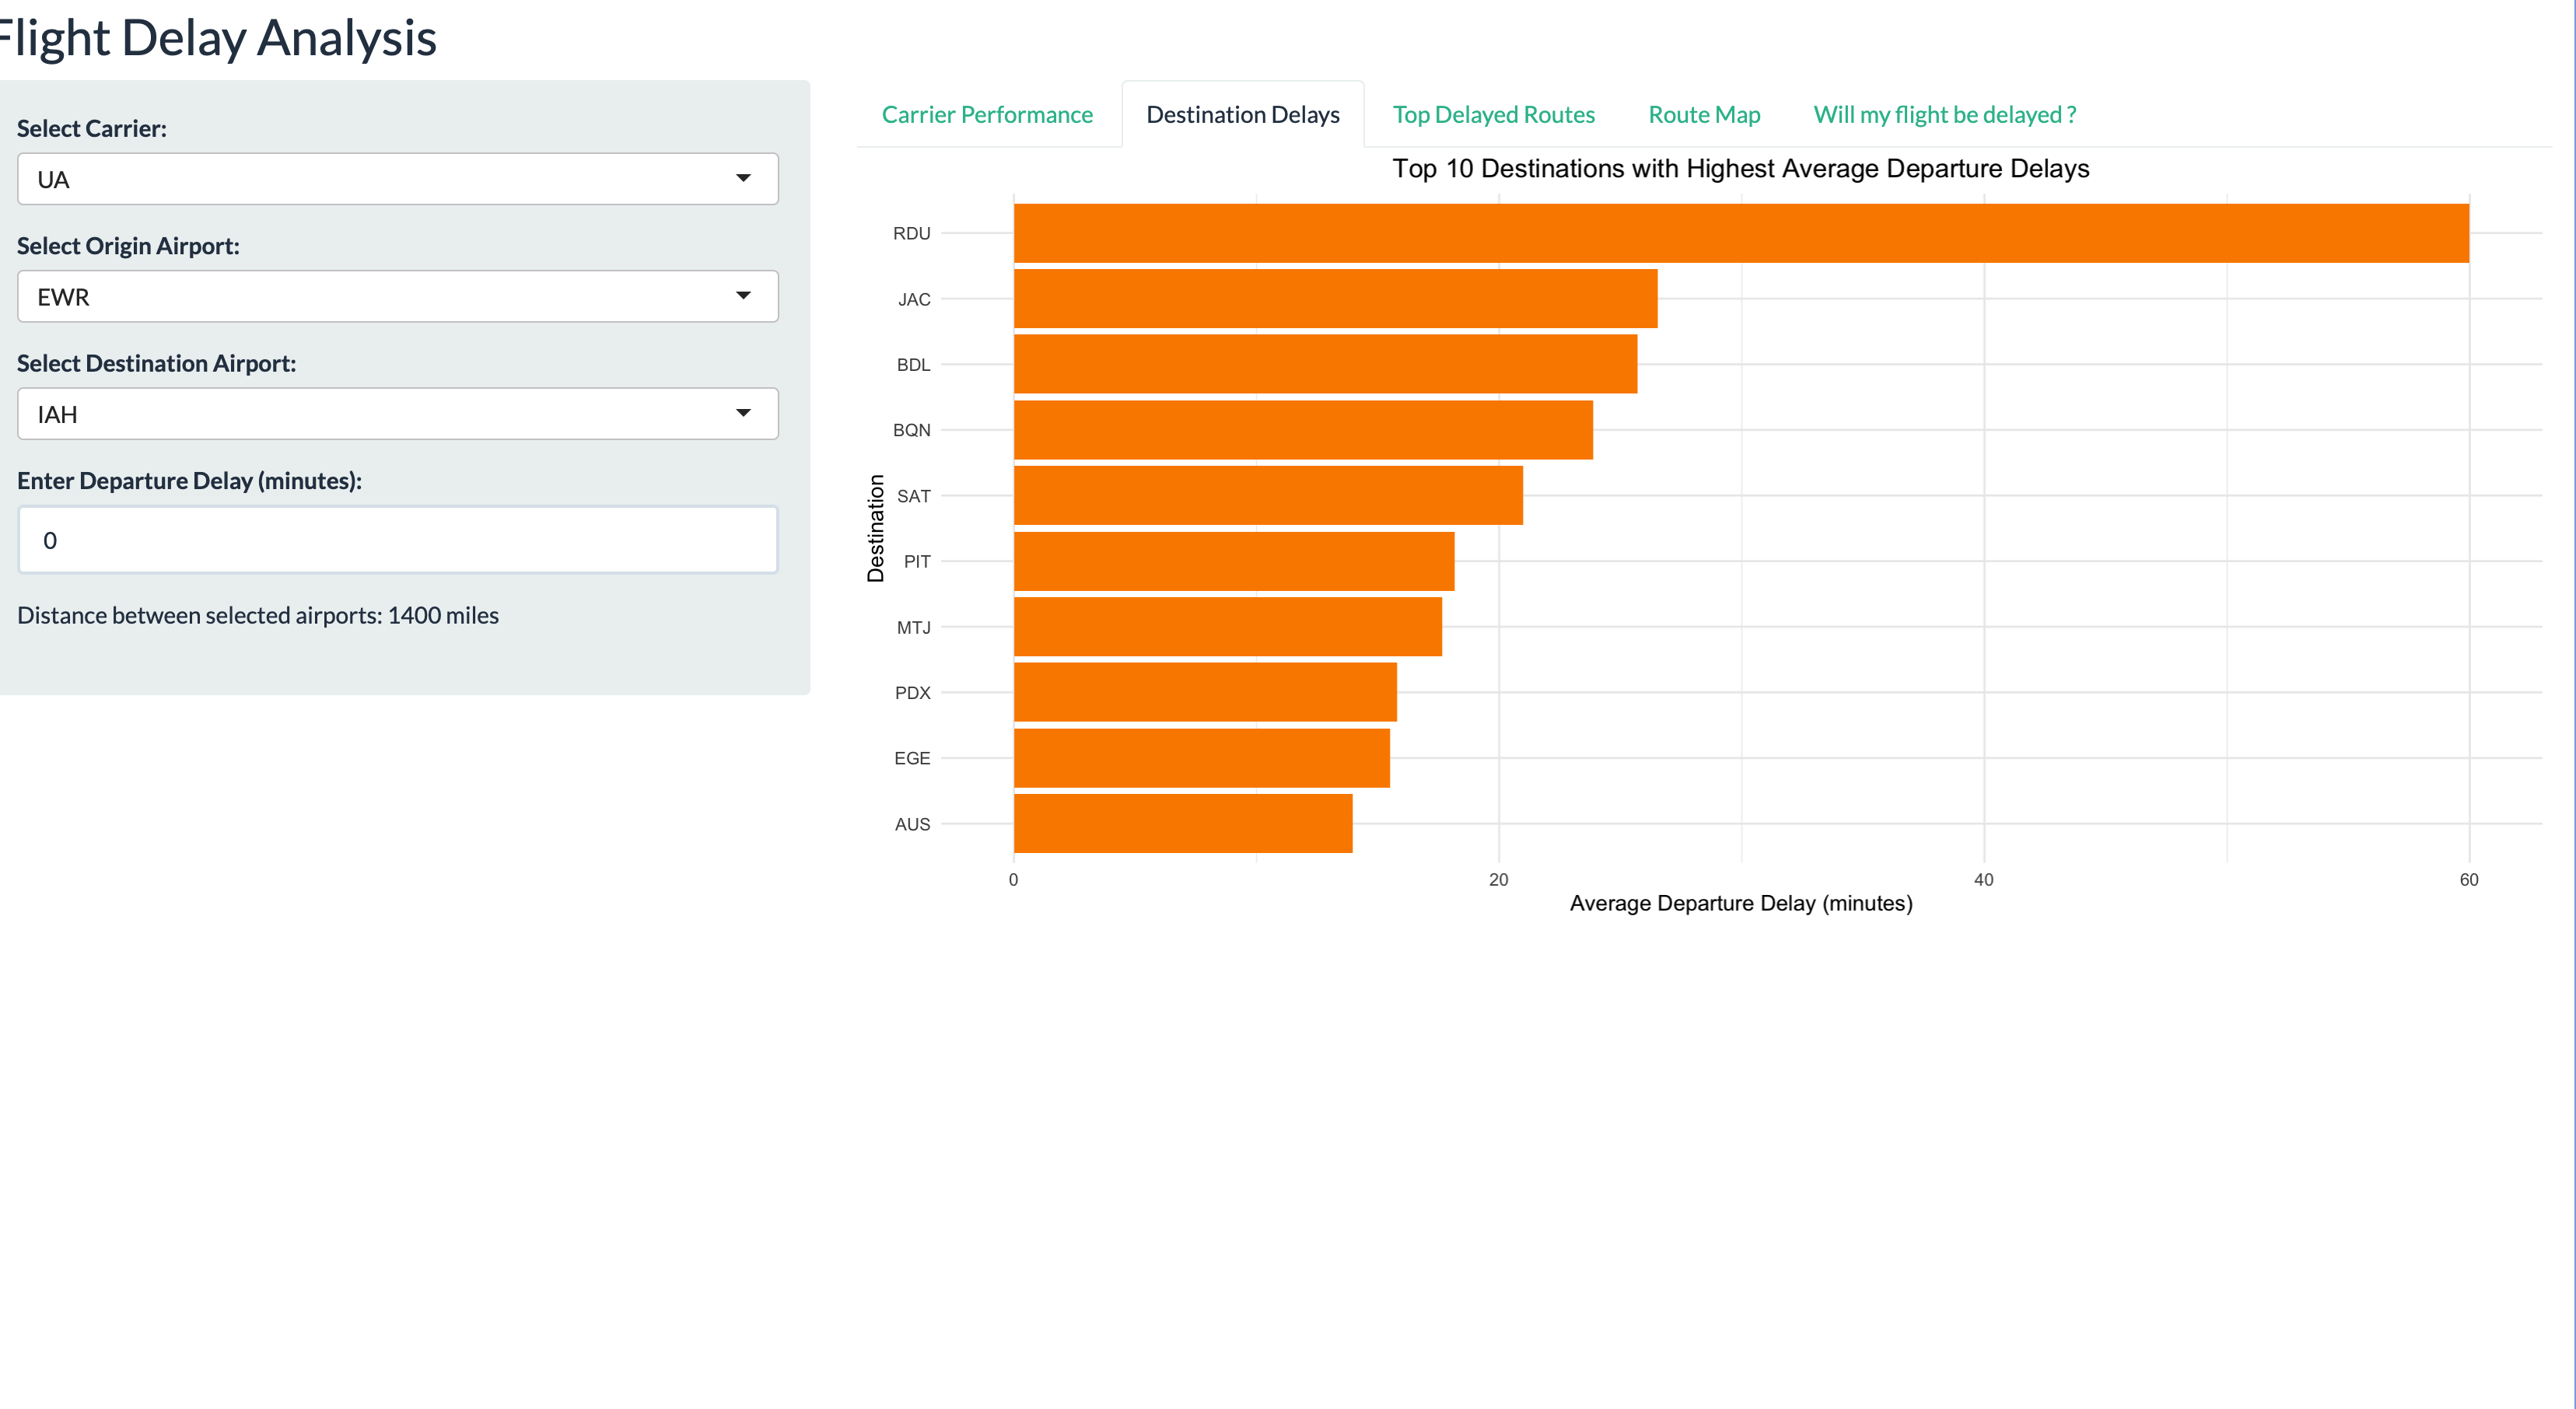 Flight Delay Analysis
Select Carrier:
UA
Select Origin Airport:
EWR
Select Destination Airport:
IAH
Enter Departure Delay (minutes):
0
Distance between selected airports: 1400 miles
Carrier Performance
Destination Delays
Top Delayed Routes
Route Map
Will my flight be delayed ?
Top 10 Destinations with Highest Average Departure Delays
Destination
RDU
JAC
BDL
BQN
SAT
PIT
MTJ
PDX
EGE
AUS
0 20 40 60
Average Departure Delay (minutes)